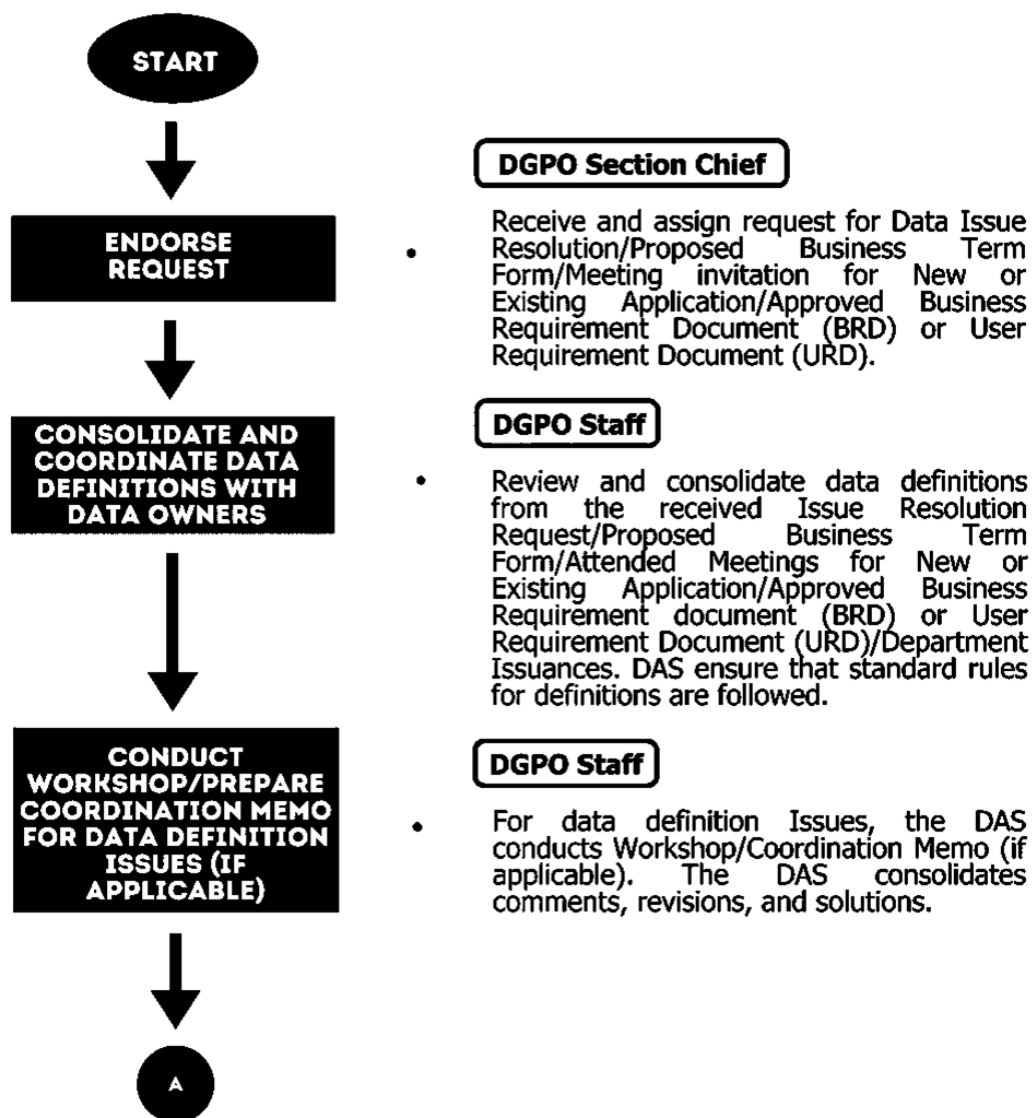 START
DGPO Section Chief
ENDORSE
REQUEST
• Receive and assign request for Data Issue
Resolution/Proposed Business Term
Form/Meeting invitation for New or
Existing Application/Approved Business
Requirement Document (BRD) or User
Requirement Document (URD).
DGPO Staff
CONSOLIDATE AND
COORDINATE DATA
DEFINITIONS WITH
DATA OWNERS
• Review and consolidate data definitions
from the received Issue Resolution
Request/Proposed Business Term
Form/Attended Meetings for New or
Existing Application/Approved Business
Requirement document (BRD) or User
Requirement Document (URD)/Department
Issuances. DAS ensure that standard rules
for definitions are followed.
DGPO Staff
CONDUCT
WORKSHOP/PREPARE
COORDINATION MEMO
FOR DATA DEFINITION
ISSUES (IF
APPLICABLE)
• For data definition Issues, the DAS
conducts Workshop/Coordination Memo (if
applicable). The DAS consolidates
comments, revisions, and solutions.
A